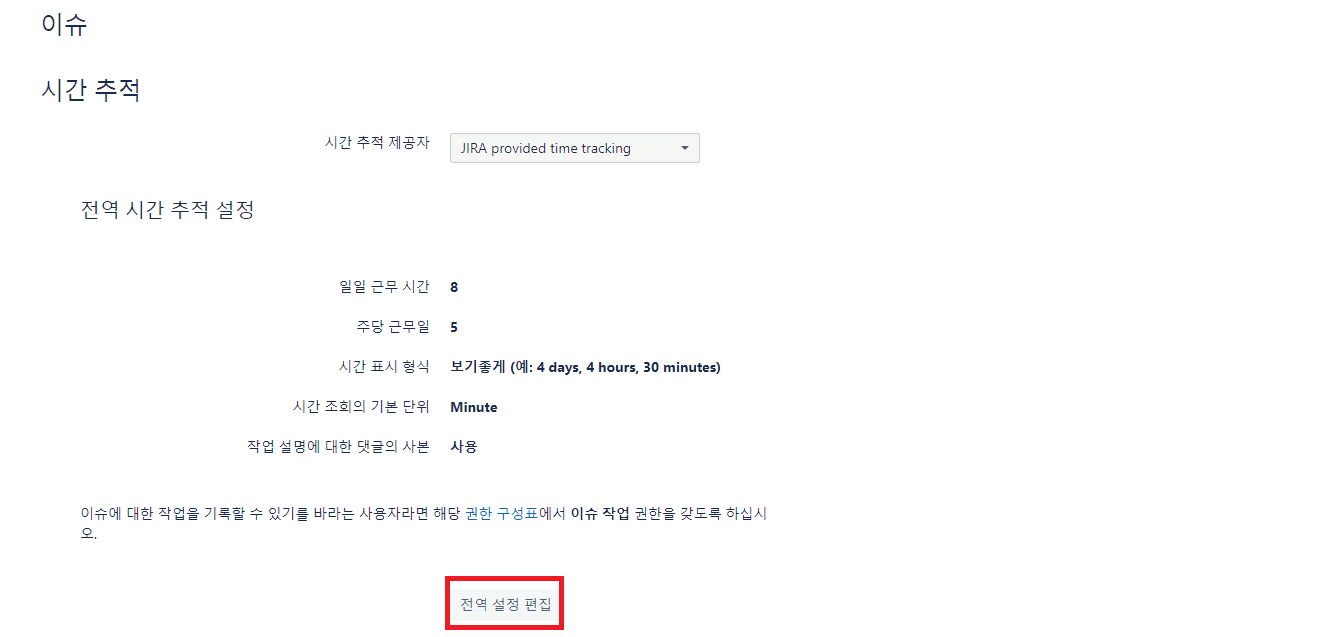 이슈
시간 추적
시간 추적 제공자 JIRA provided time tracking
전역 시간 추적 설정
일일 근무 시간 8
주당 근무일 5
시간 표시 형식 보기좋게 (예: 4 days, 4 hours, 30 minutes)
시간 조회의 기본 단위 Minute
작업 설명에 대한 댓글의 사본 사용
이슈에 대한 작업을 기록할 수 있기를 바라는 사용자라면 해당 권한 구성표에서 이슈 작업 권한을 갖도록 하십시
오.
전역 설정 편집